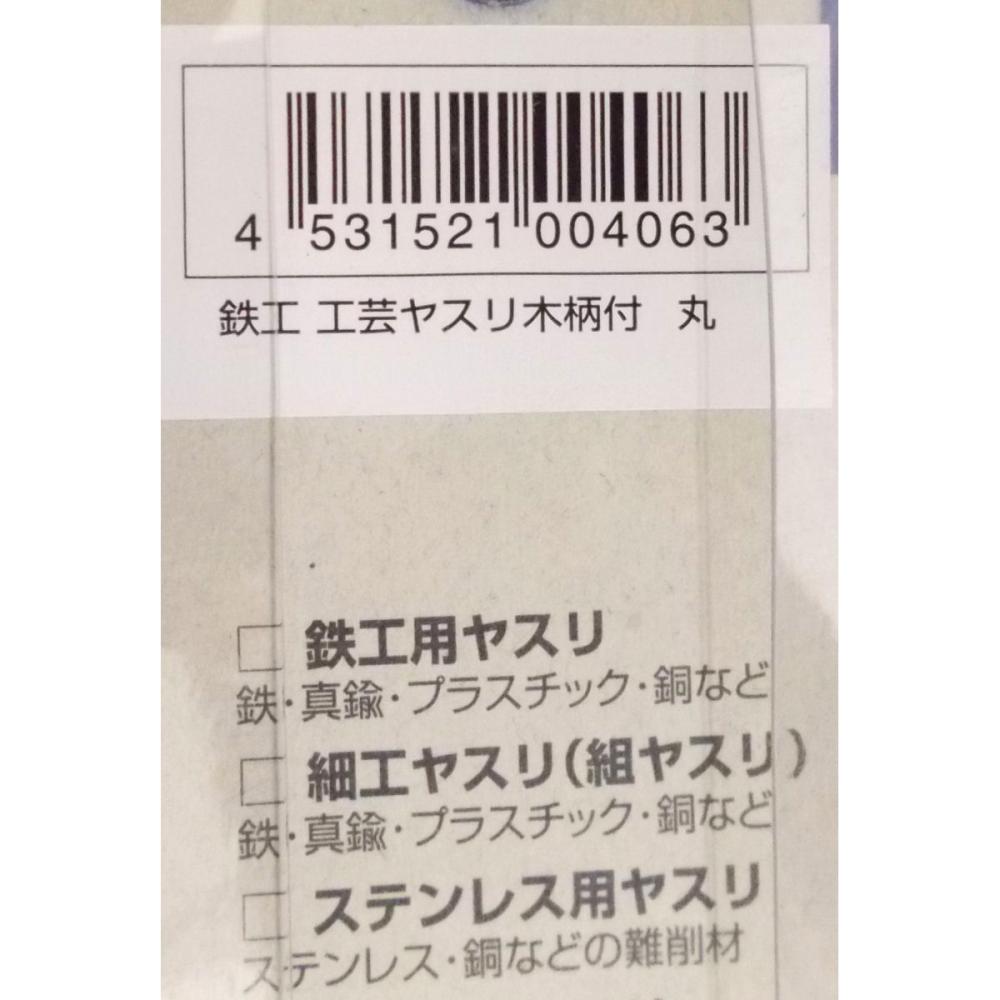 4 531521 004063
鉄工 工芸ヤスリ木柄付　丸
□ 鉄工用ヤスリ
鉄・真鍮・プラスチック・銅など
□ 細工ヤスリ（組ヤスリ）
鉄・真鍮・プラスチック・銅など
□ ステンレス用ヤスリ
ステンレス・銅などの難削材